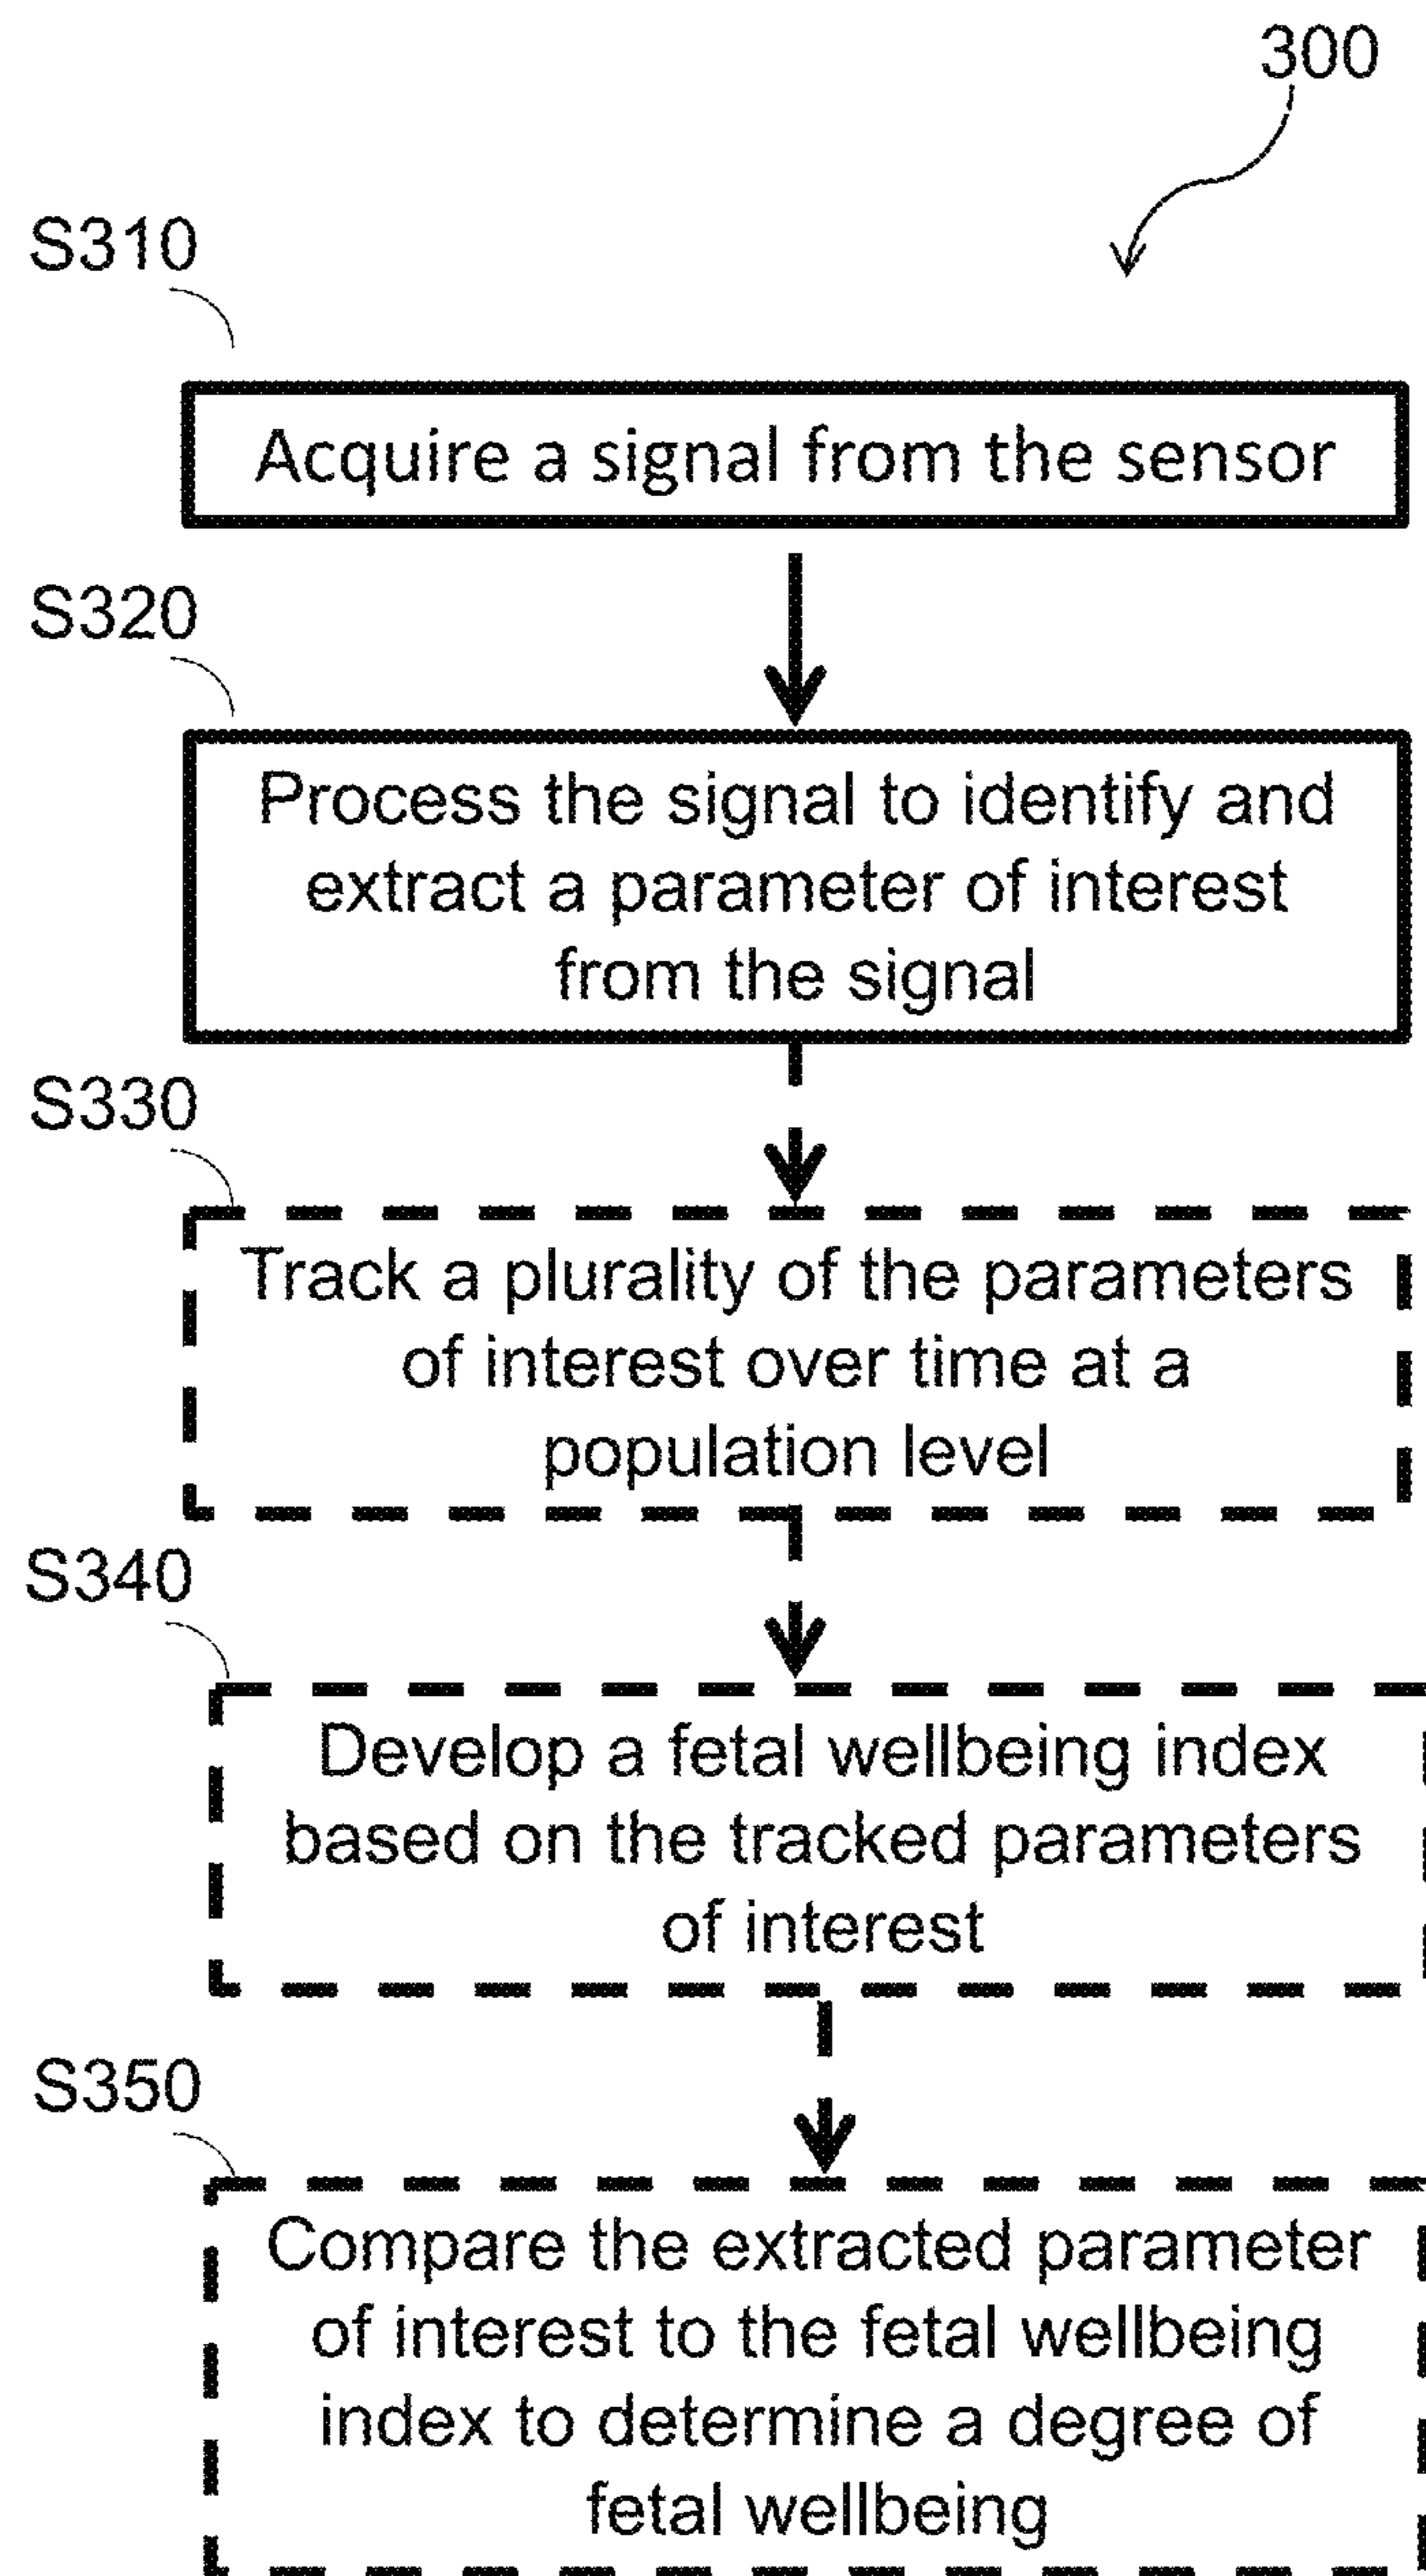 300
S310
Acquire a signal from the sensor
S320
Process the signal to identify and
extract a parameter of interest
from the signal
S330
Track a plurality of the parameters
of interest over time at a
population level
S340
Develop a fetal wellbeing index
based on the tracked parameters
of interest
S350
Compare the extracted parameter
of interest to the fetal wellbeing
index to determine a degree of
fetal wellbeing